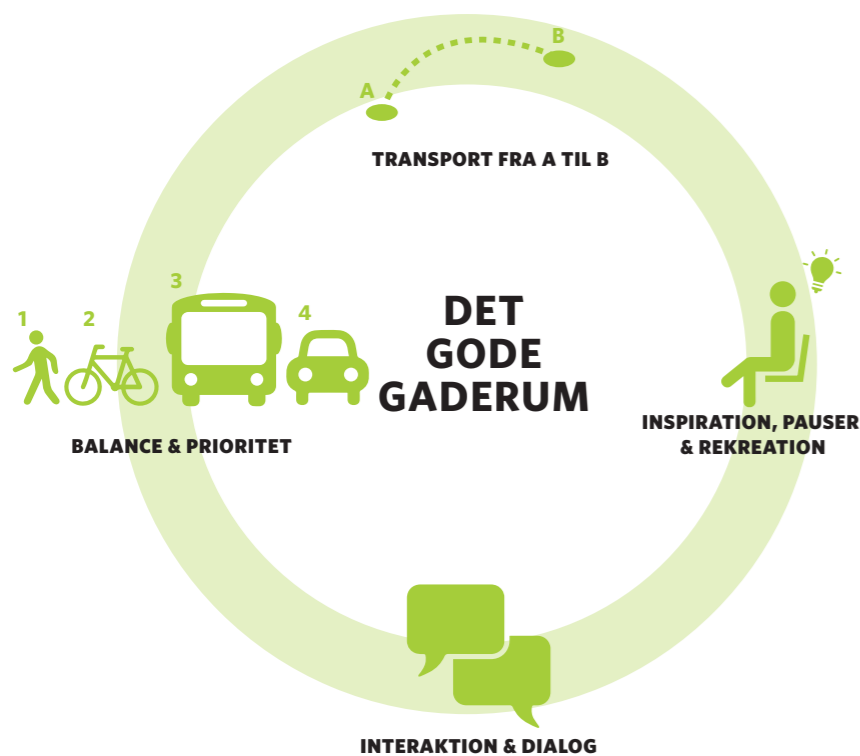 B
A
TRANSPORT FRA A TIL B
3
4
1
2
DET
GODE
GADERUM
BALANCE & PRIORITET
INSPIRATION, PAUSER
& REKREATION
INTERAKTION & DIALOG